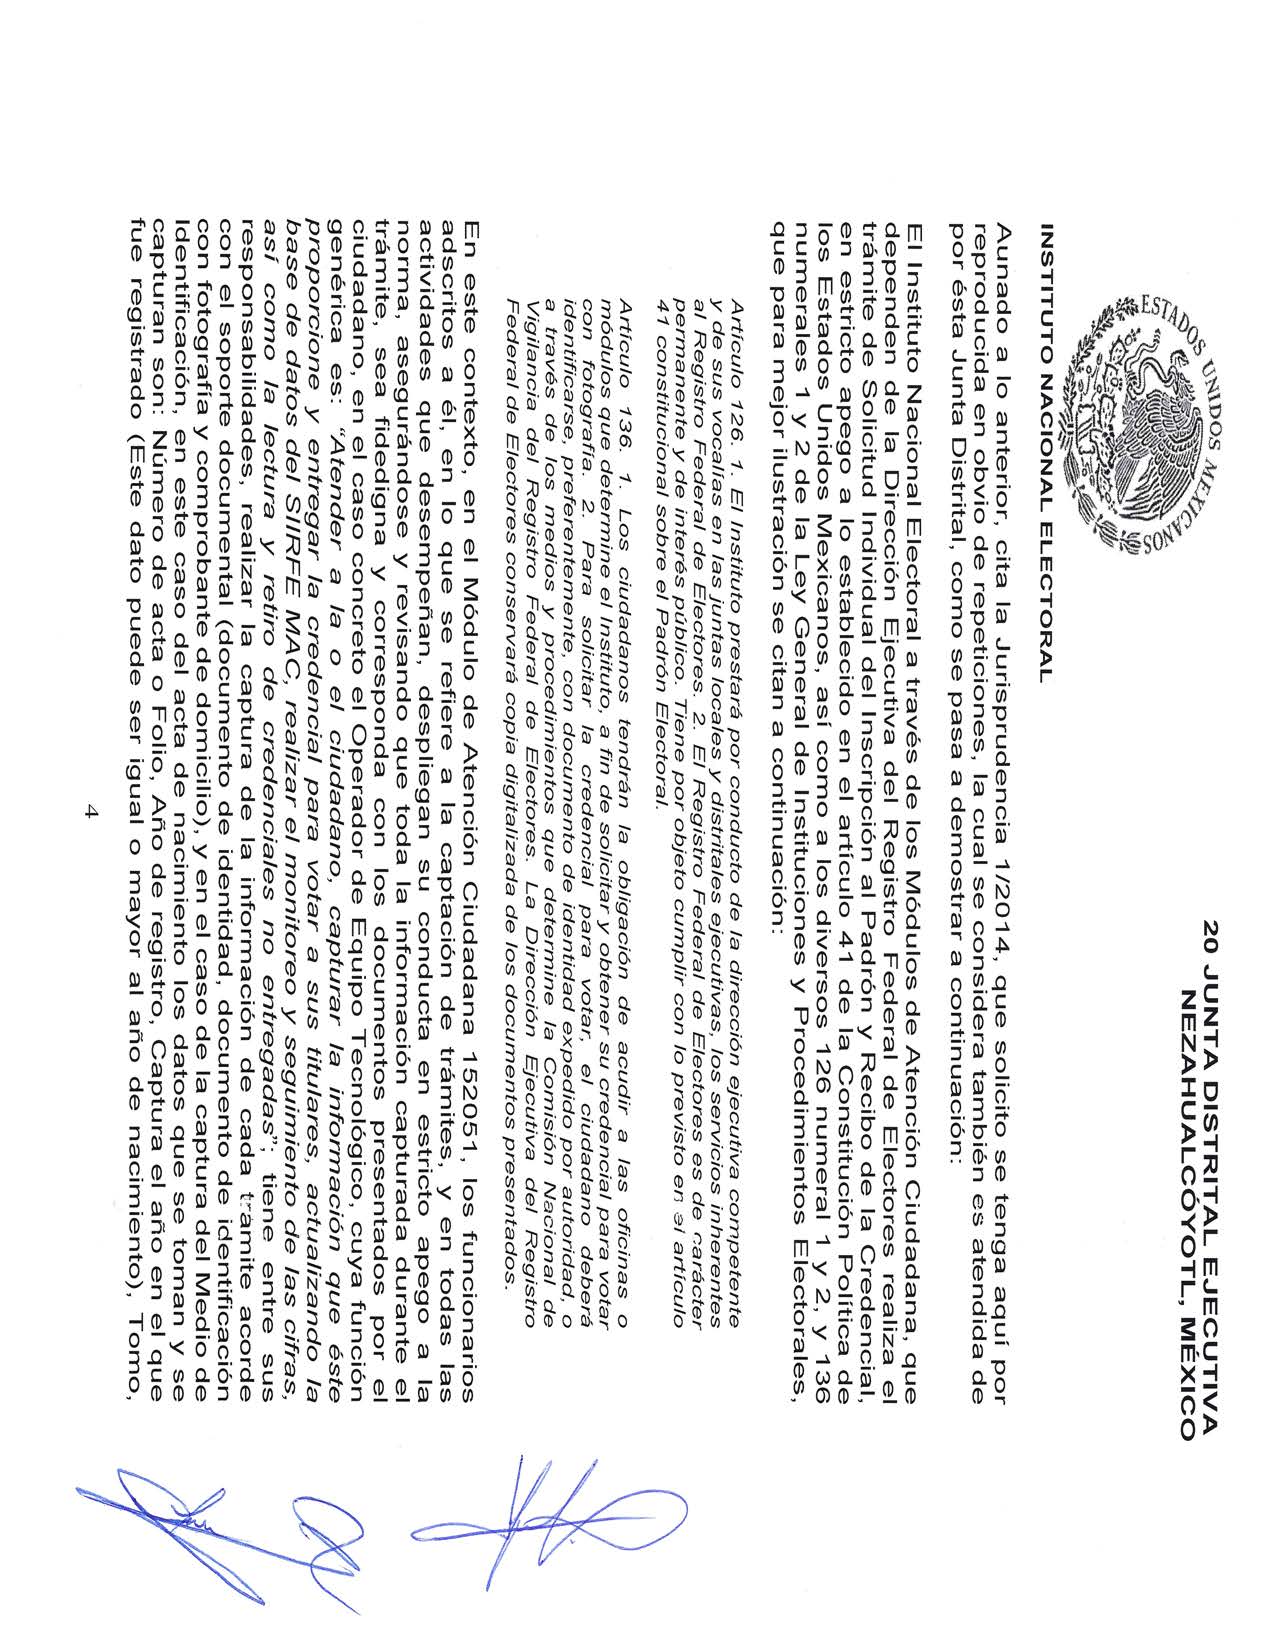 ESTADOS UNIDOS MEXICANOS
20 JUNTA DISTRITAL EJECUTIVA
NEZAHUALCÓYOTL, MÉXICO
INSTITUTO NACIONAL ELECTORAL
Aunado a lo anterior, cita la Jurisprudencia 1/2014, que solicito se tenga aquí por
reproducida en obvio de repeticiones, la cual se considera también es atendida de
por ésta Junta Distrital, como se pasa a demostrar a continuación:
El Instituto Nacional Electoral a través de los Módulos de Atención Ciudadana, que
dependen de la Dirección Ejecutiva del Registro Federal de Electores realiza el
trámite de Solicitud Individual del Inscripción al Padrón y Recibo de la Credencial,
en estricto apego a lo establecido en el artículo 41 de la Constitución Política de
los Estados Unidos Mexicanos, así como a los diversos 126 numeral 1 y 2, y 136
numerales 1 y 2 de la Ley General de Instituciones y Procedimientos Electorales,
que para mejor ilustración se citan a continuación:
Artículo 126. 1. El Instituto prestará por conducto de la dirección ejecutiva competente
y de sus vocalías en las juntas locales y distritales ejecutivas, los servicios inherentes
al Registro Federal de Electores. 2. El Registro Federal de Electores es de carácter
permanente y de interés público. Tiene por objeto cumplir con lo previsto en el artículo
41 constitucional sobre el Padrón Electoral.
Artículo 136. 1. Los ciudadanos tendrán la obligación de acudir a las oficinas o
módulos que determine el Instituto, a fin de solicitar y obtener su credencial para votar
con fotografía. 2. Para solicitar la credencial para votar, el ciudadano deberá
identificarse, preferentemente, con documento de identidad expedido por autoridad, o
a través de los medios y procedimientos que determine la Comisión Nacional de
Vigilancia del Registro Federal de Electores. La Dirección Ejecutiva del Registro
Federal de Electores conservará copia digitalizada de los documentos presentados.
En este contexto, en el Módulo de Atención Ciudadana 152051, los funcionarios
adscritos a él, en lo que se refiere a la captación de trámites, y en todas las
actividades que desempeñan, despliegan su conducta en estricto apego a la
norma, asegurándose y revisando que toda la información capturada durante el
trámite, sea fidedigna y corresponda con los documentos presentados por el
ciudadano, en el caso concreto el Operador de Equipo Tecnológico, cuya función
genérica es: “Atender a la o el ciudadano, capturar la información que éste
proporcione y entregar la credencial para votar a sus titulares, actualizando la
base de datos del SIIRFE MAC, realizar el monitoreo y seguimiento de las cifras,
así como la lectura y retiro de credenciales no entregadas”; tiene entre sus
responsabilidades, realizar la captura de la información de cada trámite acorde
con el soporte documental (documento de identidad, documento de identificación
con fotografía y comprobante de domicilio), y en el caso de la captura del Medio de
Identificación, en este caso del acta de nacimiento los datos que se toman y se
capturan son: Número de acta o Folio, Año de registro, Captura el año en el que
fue registrado (Este dato puede ser igual o mayor al año de nacimiento), Tomo,
4